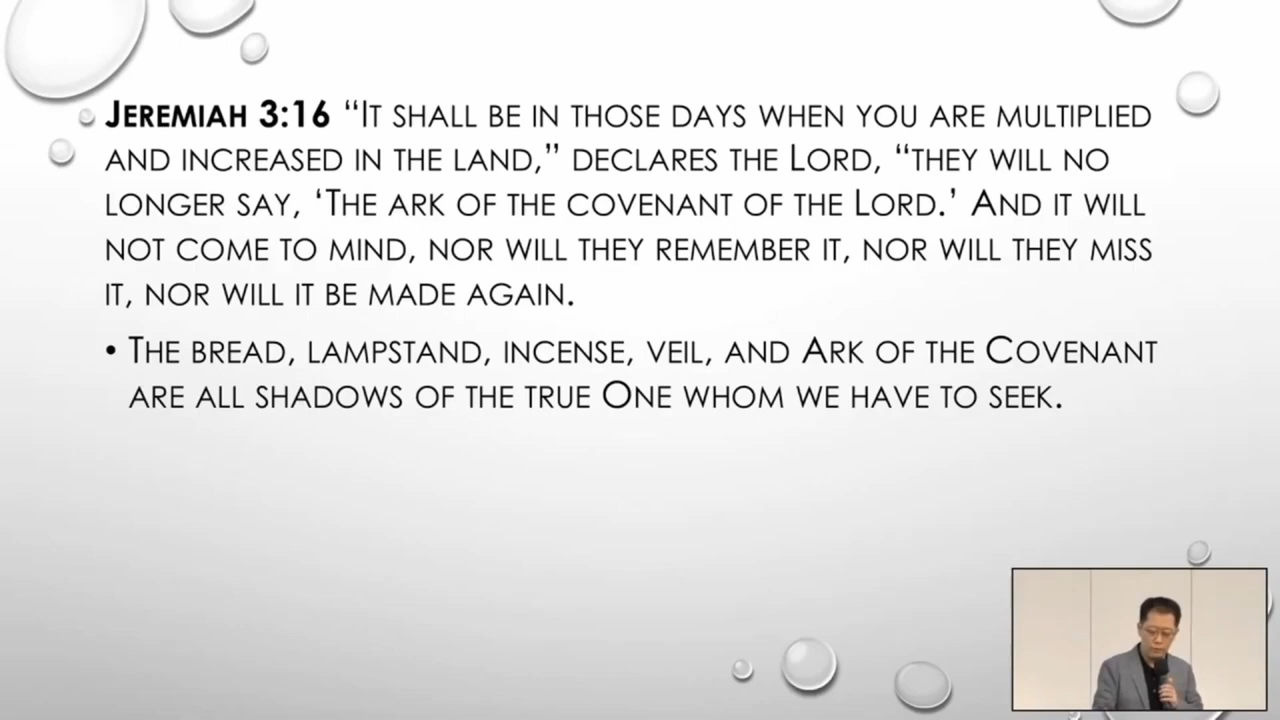 Jeremiah 3:16 “It shall be in those days when you are multiplied
and increased in the land,” declares the Lord, “they will no
longer say, ‘The ark of the covenant of the Lord.’ And it will
not come to mind, nor will they remember it, nor will they miss
it, nor will it be made again.
• The bread, lampstand, incense, veil, and Ark of the Covenant
are all shadows of the true One whom we have to seek.